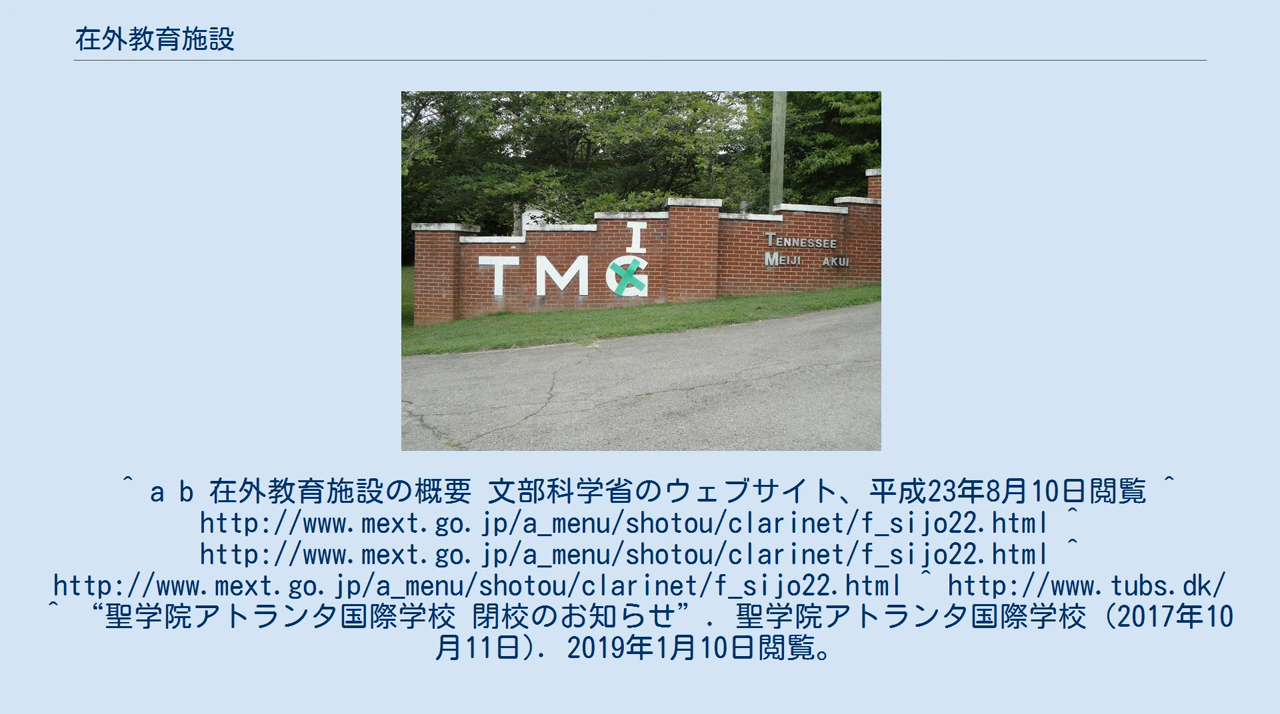 在外教育施設
I
TMG
TENNESSEE
MEIJI AKUI
^ a b 在外教育施設の概要 文部科学省のウェブサイト、平成23年8月10日閲覧 ^
http://www.mext.go.jp/a_menu/shotou/clarinet/f_sijo22.html ^
http://www.mext.go.jp/a_menu/shotou/clarinet/f_sijo22.html ^
http://www.mext.go.jp/a_menu/shotou/clarinet/f_sijo22.html ^ http://www.tubs.dk/
^ “聖学院アトランタ国際学校 閉校のお知らせ”. 聖学院アトランタ国際学校 (2017年10
月11日). 2019年1月10日閲覧。